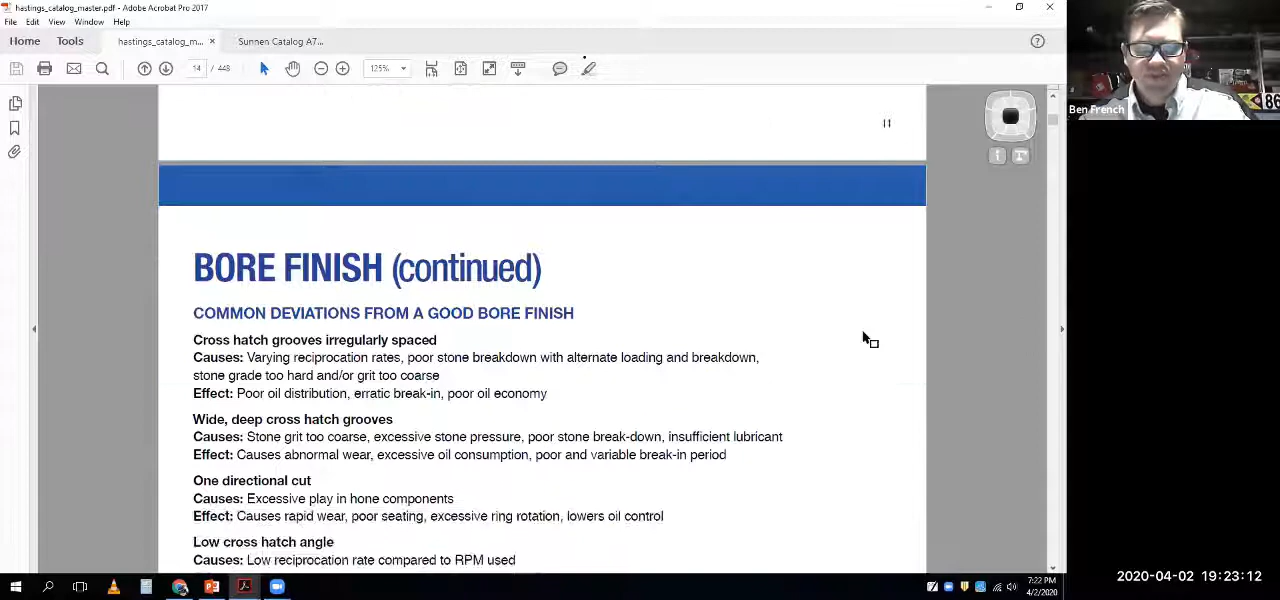 hastings_catalog_master.pdf - Adobe Acrobat Pro 2017
File Edit View Window Help
Home Tools hastings_catalog_m... × Sunnen Catalog A7...
14 / 448 125%
Ben French
86
11
BORE FINISH (continued)
COMMON DEVIATIONS FROM A GOOD BORE FINISH
Cross hatch grooves irregularly spaced
Causes: Varying reciprocation rates, poor stone breakdown with alternate loading and breakdown,
stone grade too hard and/or grit too coarse
Effect: Poor oil distribution, erratic break-in, poor oil economy
Wide, deep cross hatch grooves
Causes: Stone grit too coarse, excessive stone pressure, poor stone break-down, insufficient lubricant
Effect: Causes abnormal wear, excessive oil consumption, poor and variable break-in period
One directional cut
Causes: Excessive play in hone components
Effect: Causes rapid wear, poor seating, excessive ring rotation, lowers oil control
Low cross hatch angle
Causes: Low reciprocation rate compared to RPM used
7:22 PM
4/2/2020
2020-04-02 19:23:12